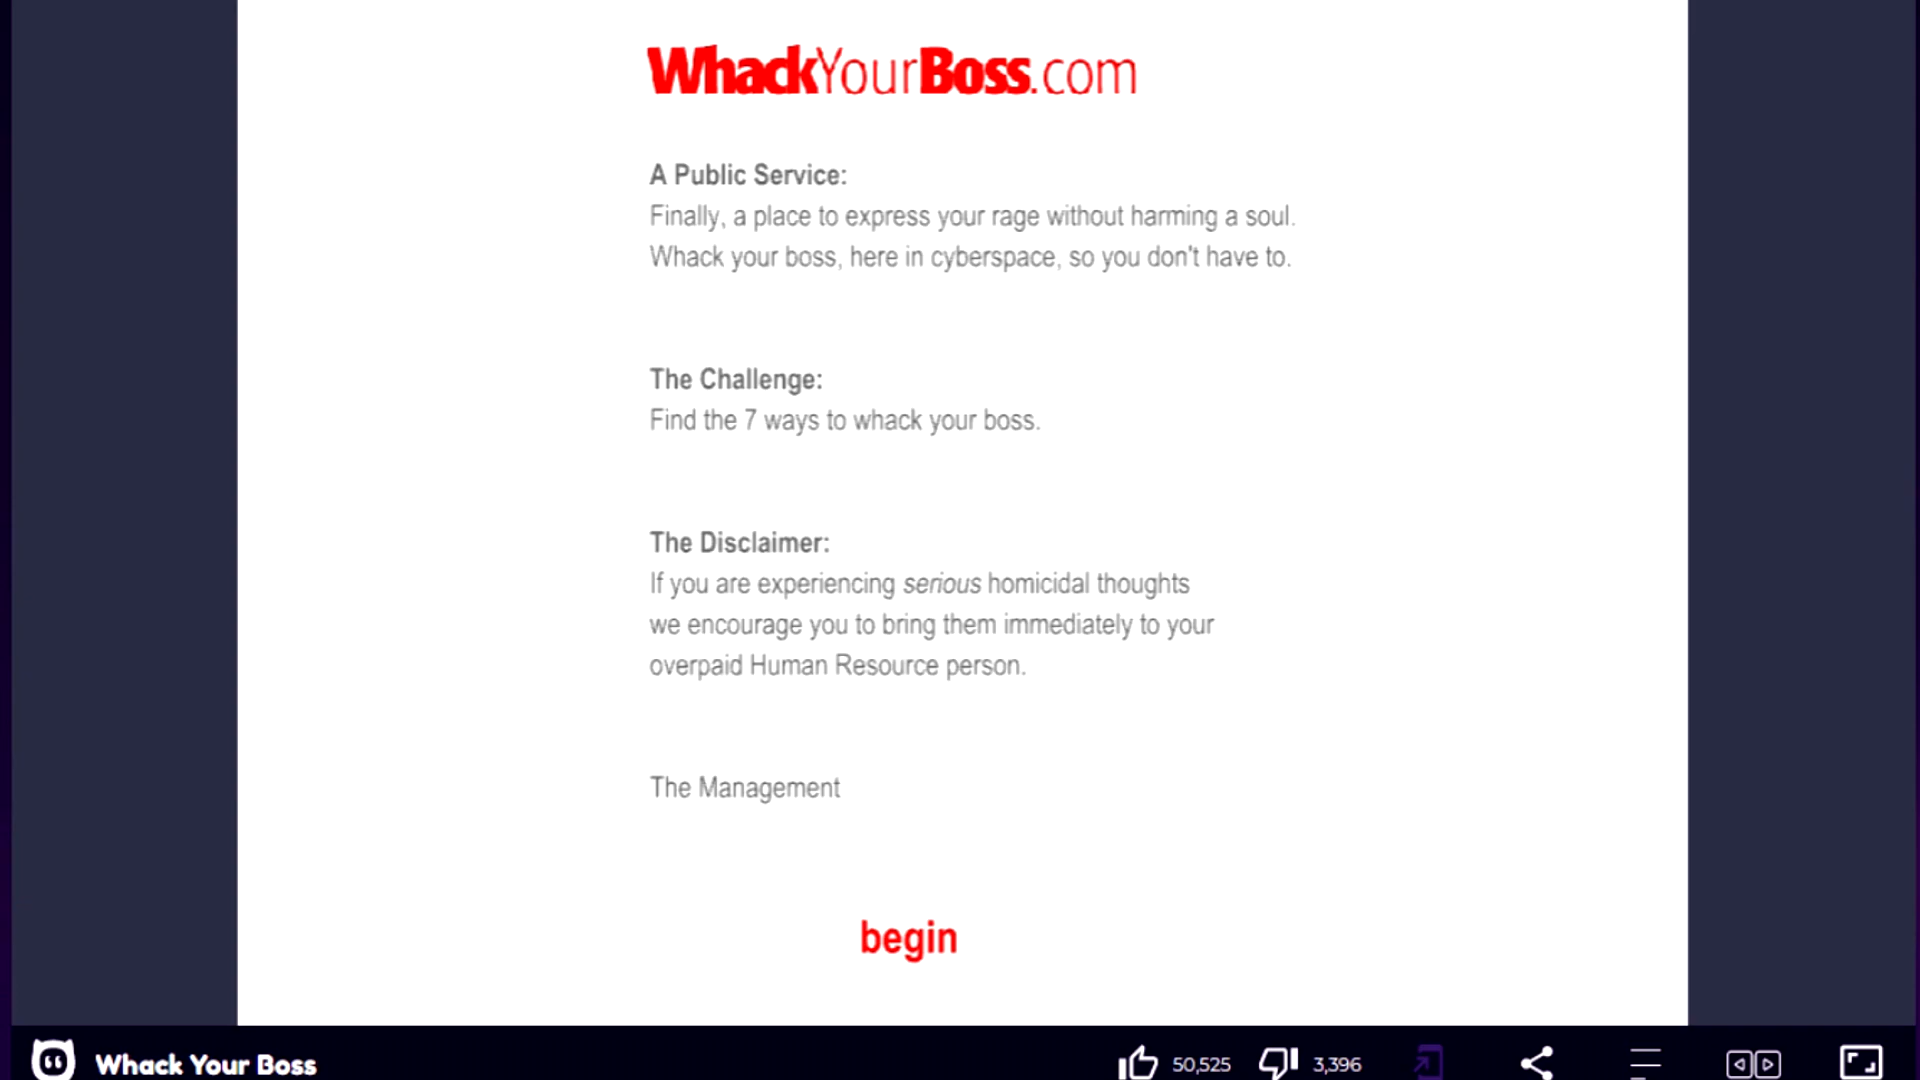 WhackYourBoss.com
A Public Service:
Finally, a place to express your rage without harming a soul.
Whack your boss, here in cyberspace, so you don't have to.
The Challenge:
Find the 7 ways to whack your boss.
The Disclaimer:
If you are experiencing serious homicidal thoughts
we encourage you to bring them immediately to your
overpaid Human Resource person.
The Management
begin
Whack Your Boss 50,525 3,396